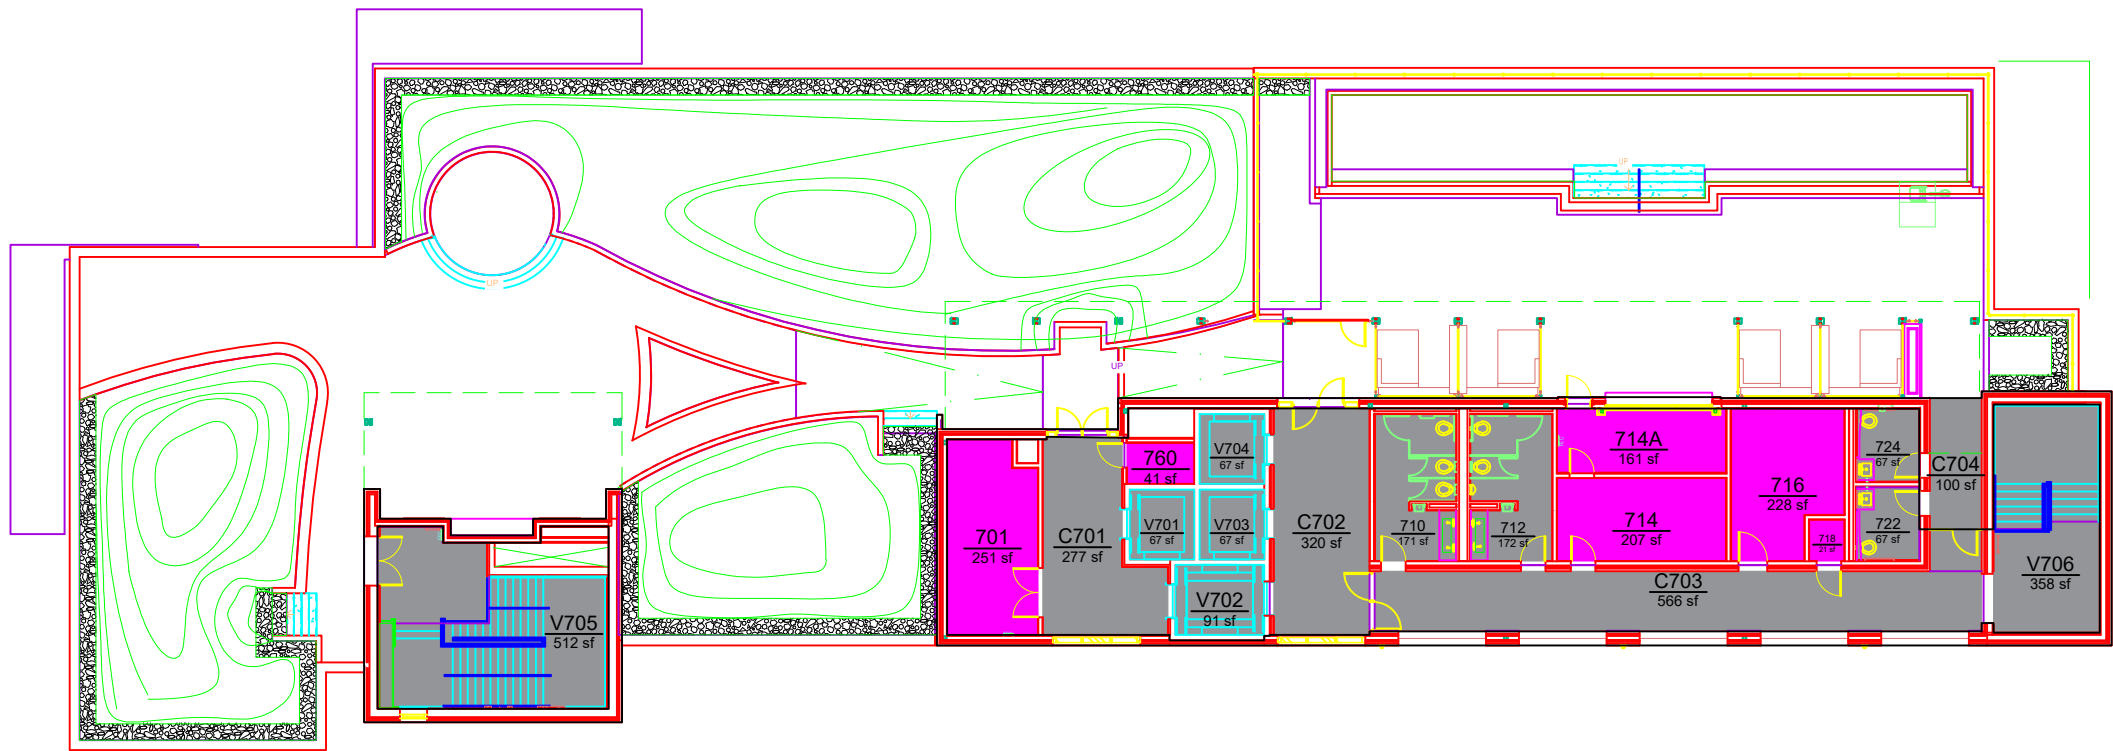 UP
UP
UP
V704
67 sf
714A
161 sf
724
67 sf
760
41 sf
C704
100 sf
716
228 sf
701
251 sf
C701
277 sf
V701
67 sf
V703
67 sf
C702
320 sf
710
171 sf
712
172 sf
714
207 sf
718
21 sf
722
67 sf
V706
358 sf
C703
566 sf
V702
91 sf
V705
512 sf